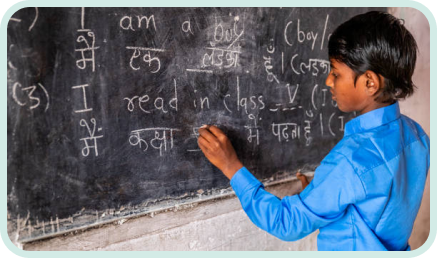 I am a boy (boy/
मैं एक लड़का हूँ । (लड़का
(3) I read in class V (I
मैं कक्षा में पढ़ता हूँ । (I